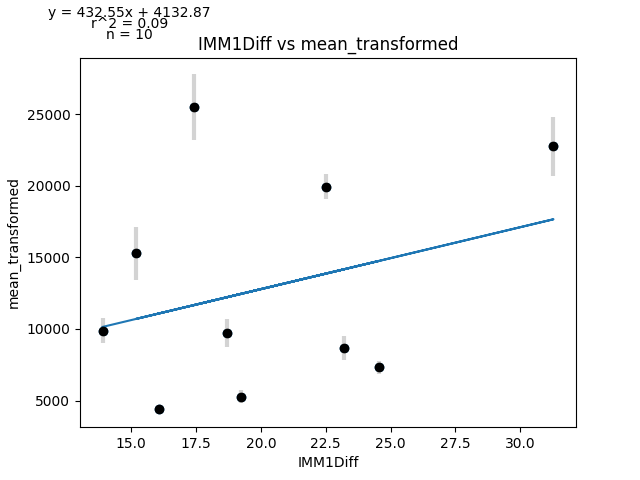 y = 432.55x + 4132.87
r^2 = 0.09
n = 10
IMM1Diff vs mean_transformed
25000
20000
15000
10000
5000
mean_transformed
15.0 17.5 20.0 22.5 25.0 27.5 30.0
IMM1Diff